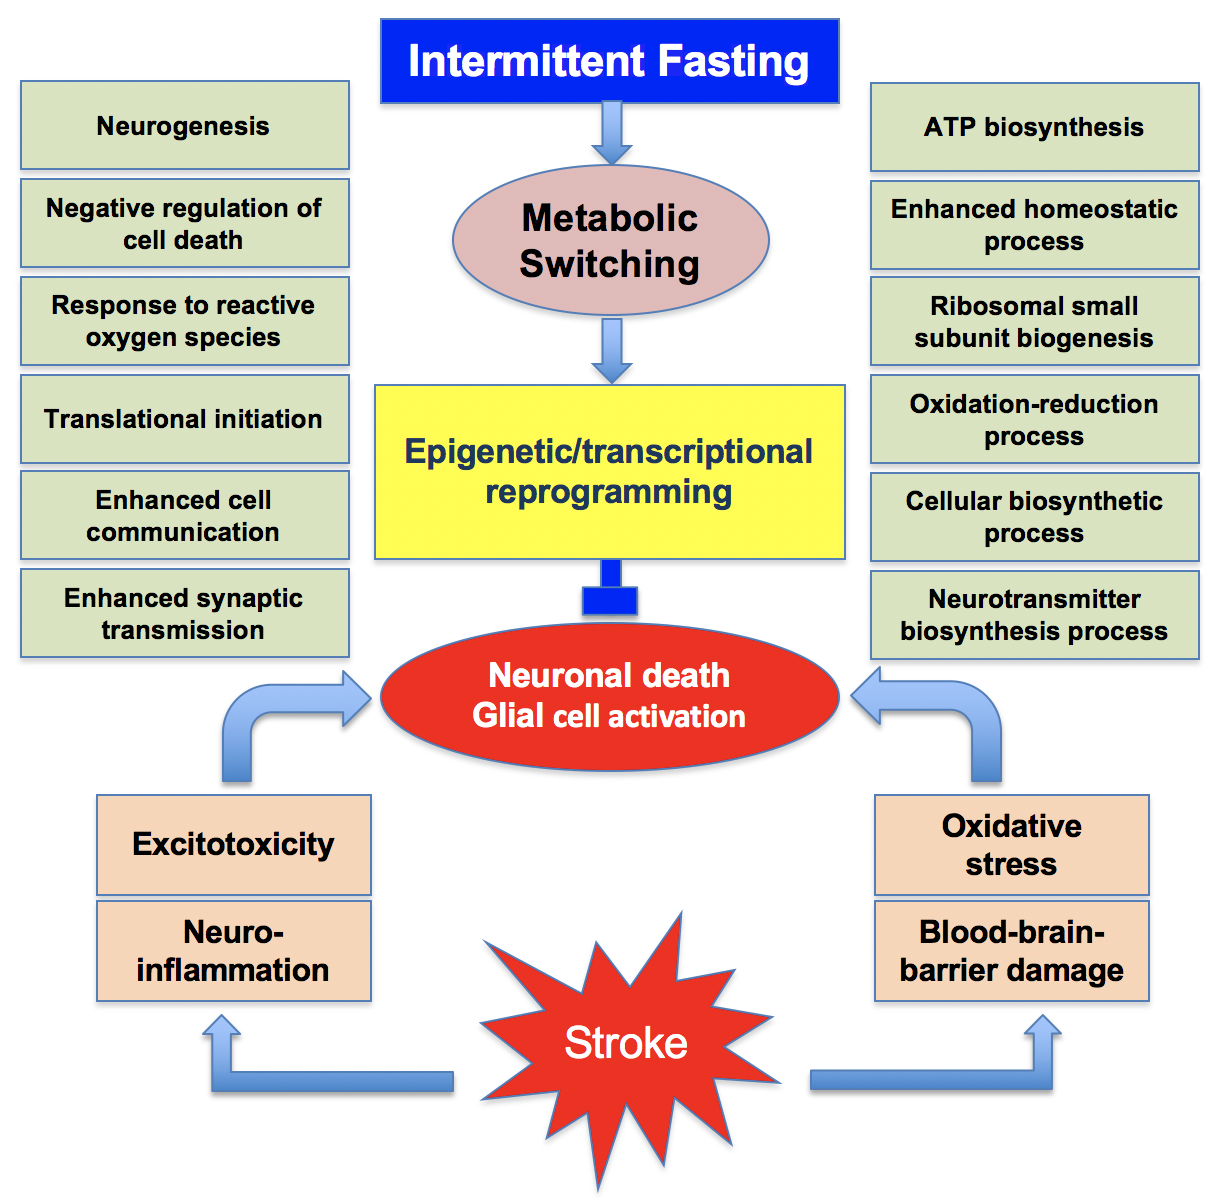 Intermittent Fasting
Neurogenesis
Negative regulation of
cell death
Response to reactive
oxygen species
Translational initiation
Enhanced cell
communication
Enhanced synaptic
transmission
Metabolic
Switching
Epigenetic/transcriptional
reprogramming
ATP biosynthesis
Enhanced homeostatic
process
Ribosomal small
subunit biogenesis
Oxidation-reduction
process
Cellular biosynthetic
process
Neurotransmitter
biosynthesis process
Neuronal death
Glial cell activation
Excitotoxicity
Neuro-
inflammation
Oxidative
stress
Blood-brain-
barrier damage
Stroke